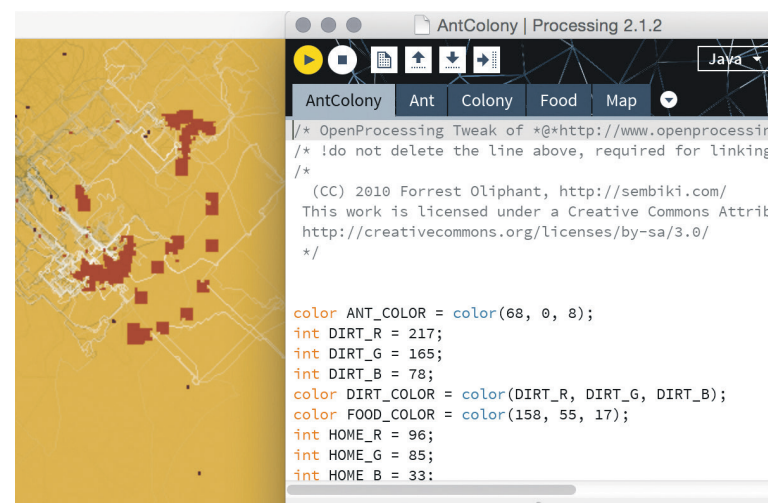 AntColony | Processing 2.1.2
Java
AntColony Ant Colony Food Map
/* OpenProcessing Tweak of *@*http://www.openprocessin
/* !do not delete the line above, required for linking
/*
(CC) 2010 Forrest Oliphant, http://sembiki.com/
This work is licensed under a Creative Commons Attrib
http://creativecommons.org/licenses/by-sa/3.0/
*/
color ANT_COLOR = color(68, 0, 8);
int DIRT_R = 217;
int DIRT_G = 165;
int DIRT_B = 78;
color DIRT_COLOR = color(DIRT_R, DIRT_G, DIRT_B);
color FOOD_COLOR = color(158, 55, 17);
int HOME_R = 96;
int HOME_G = 85;
int HOME_B = 33;